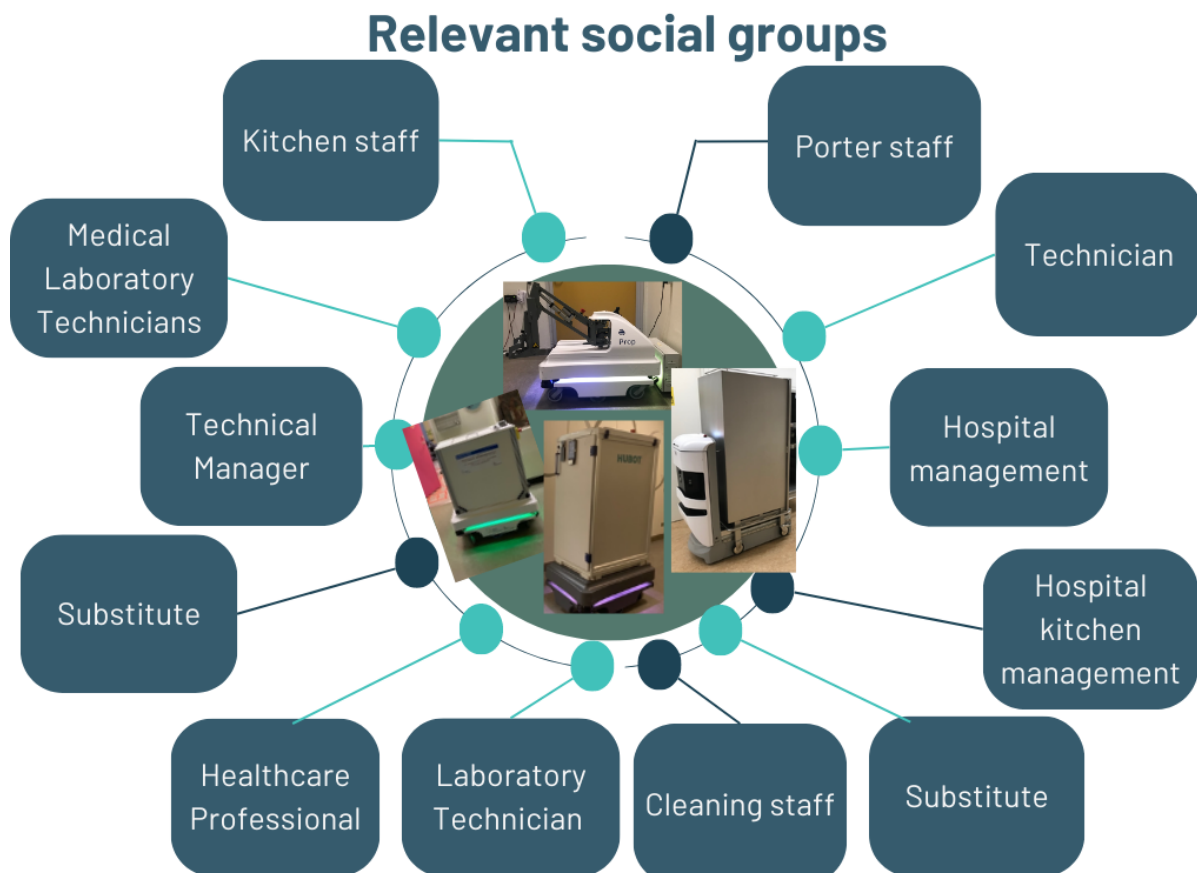 Relevant social groups
Kitchen staff
Porter staff
Medical
Laboratory
Technicians
Technician
Technical
Manager
Hospital
management
Substitute
Hospital
kitchen
management
Healthcare
Professional
Laboratory
Technician
Cleaning staff
Substitute
HUBOT